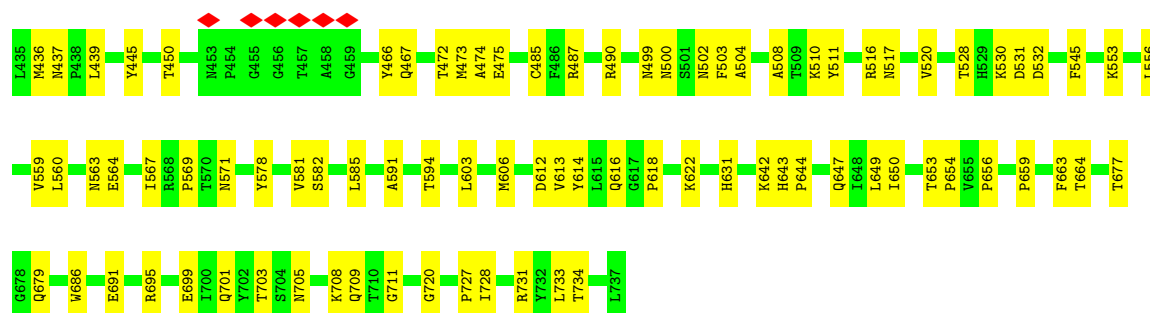 L435 M436 N437 P438 L439 Y445 T450 N453 P454 G455 G456 T457 A458 G459 Y466 Q467 T472 M473 A474 E475 C485 F486 R487 R490 N499 N500 S501 N502 F503 A504 A508 T509 K510 Y511 R516 N517 V520 T528 H529 K530 D531 D532 F545 K553 L556
V559 L560 N563 E564 I567 R568 P569 T570 N571 Y578 V581 S582 L585 A591 T594 L603 M606 D612 V613 Y614 L615 Q616 G617 P618 K622 H631 K642 H643 P644 Q647 I648 L649 I650 T653 P654 V655 P656 P659 F663 T664 T677
G678 Q679 W686 E691 R695 E699 I700 Q701 Y702 T703 S704 N705 K708 Q709 T710 G711 G720 P727 I728 R731 Y732 L733 T734 L737